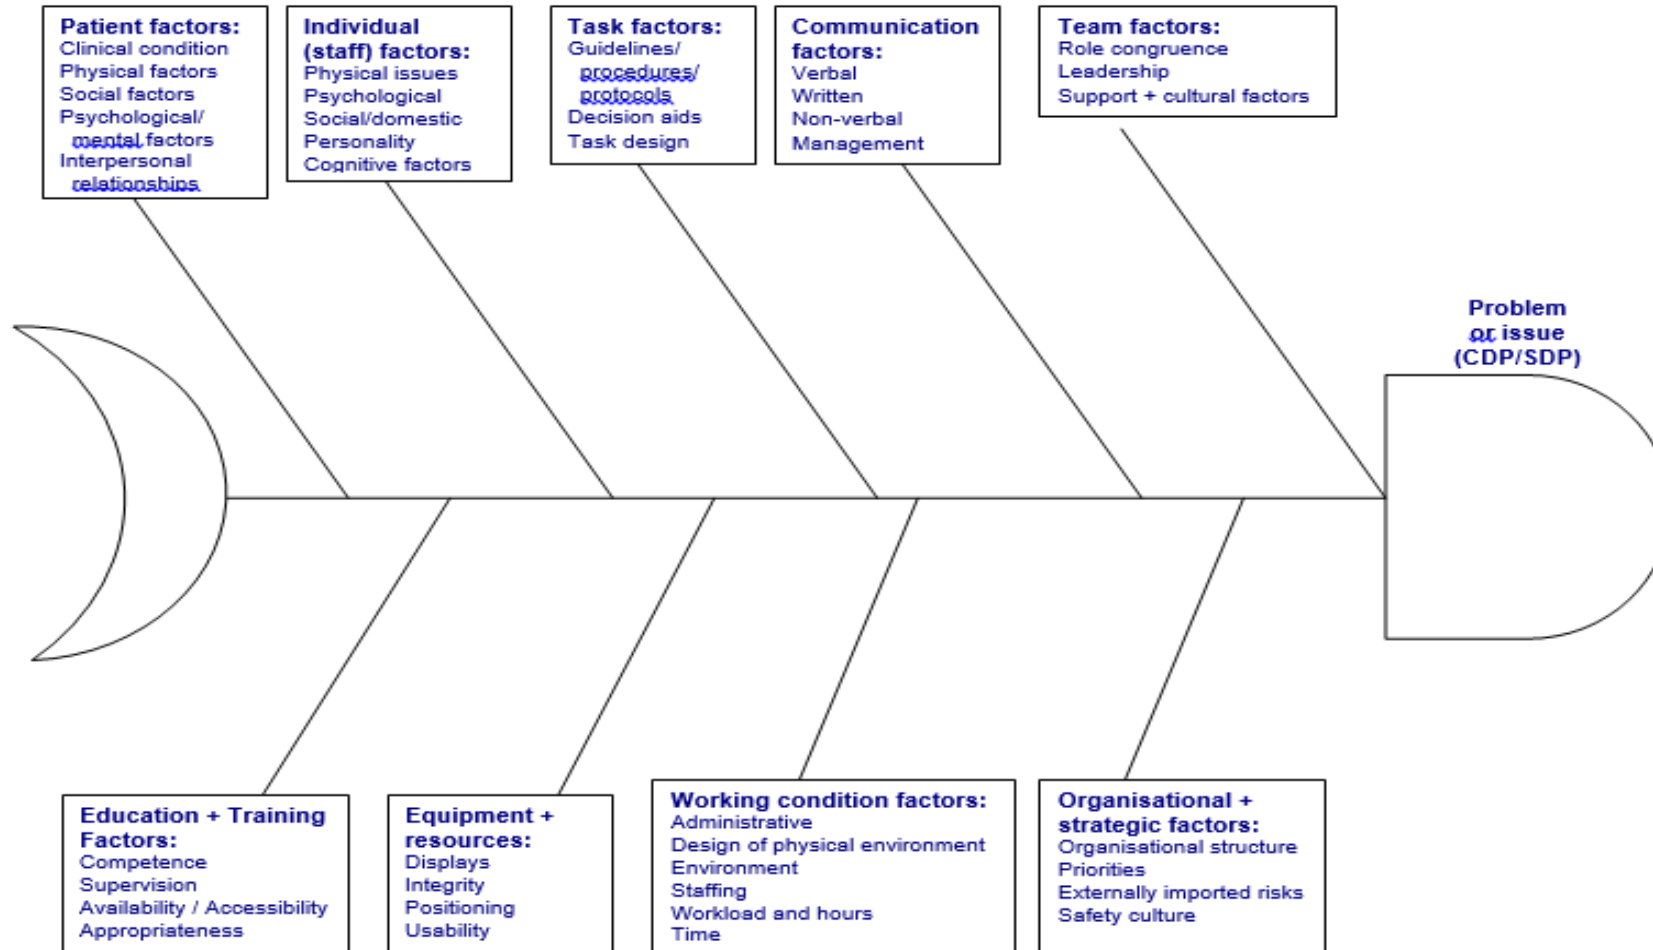 Patient factors:
Clinical condition
Physical factors
Social factors
Psychological/
mental factors
Interpersonal
relationships
Individual
(staff) factors:
Physical issues
Psychological
Social/domestic
Personality
Cognitive factors
Task factors:
Guidelines/
procedures/
protocols
Decision aids
Task design
Communication
factors:
Verbal
Written
Non-verbal
Management
Team factors:
Role congruence
Leadership
Support + cultural factors
Problem
or issue
(CDP/SDP)
Education + Training
Factors:
Competence
Supervision
Availability / Accessibility
Appropriateness
Equipment +
resources:
Displays
Integrity
Positioning
Usability
Working condition factors:
Administrative
Design of physical environment
Environment
Staffing
Workload and hours
Time
Organisational +
strategic factors:
Organisational structure
Priorities
Externally imported risks
Safety culture